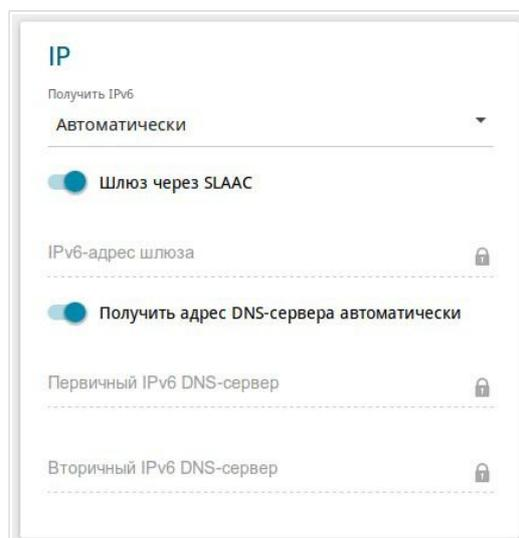 IP
Получить IPv6
Автоматически
Шлюз через SLAAC
IPv6-адрес шлюза
Получить адрес DNS-сервера автоматически
Первичный IPv6 DNS-сервер
Вторичный IPv6 DNS-сервер